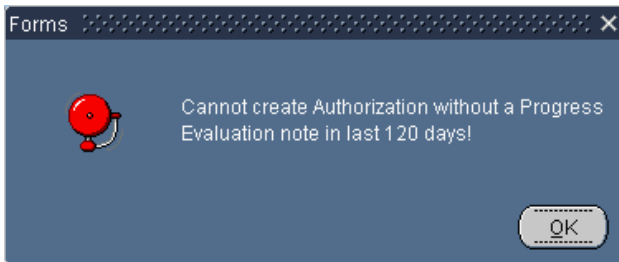 Forms
Cannot create Authorization without a Progress
Evaluation note in last 120 days!
OK